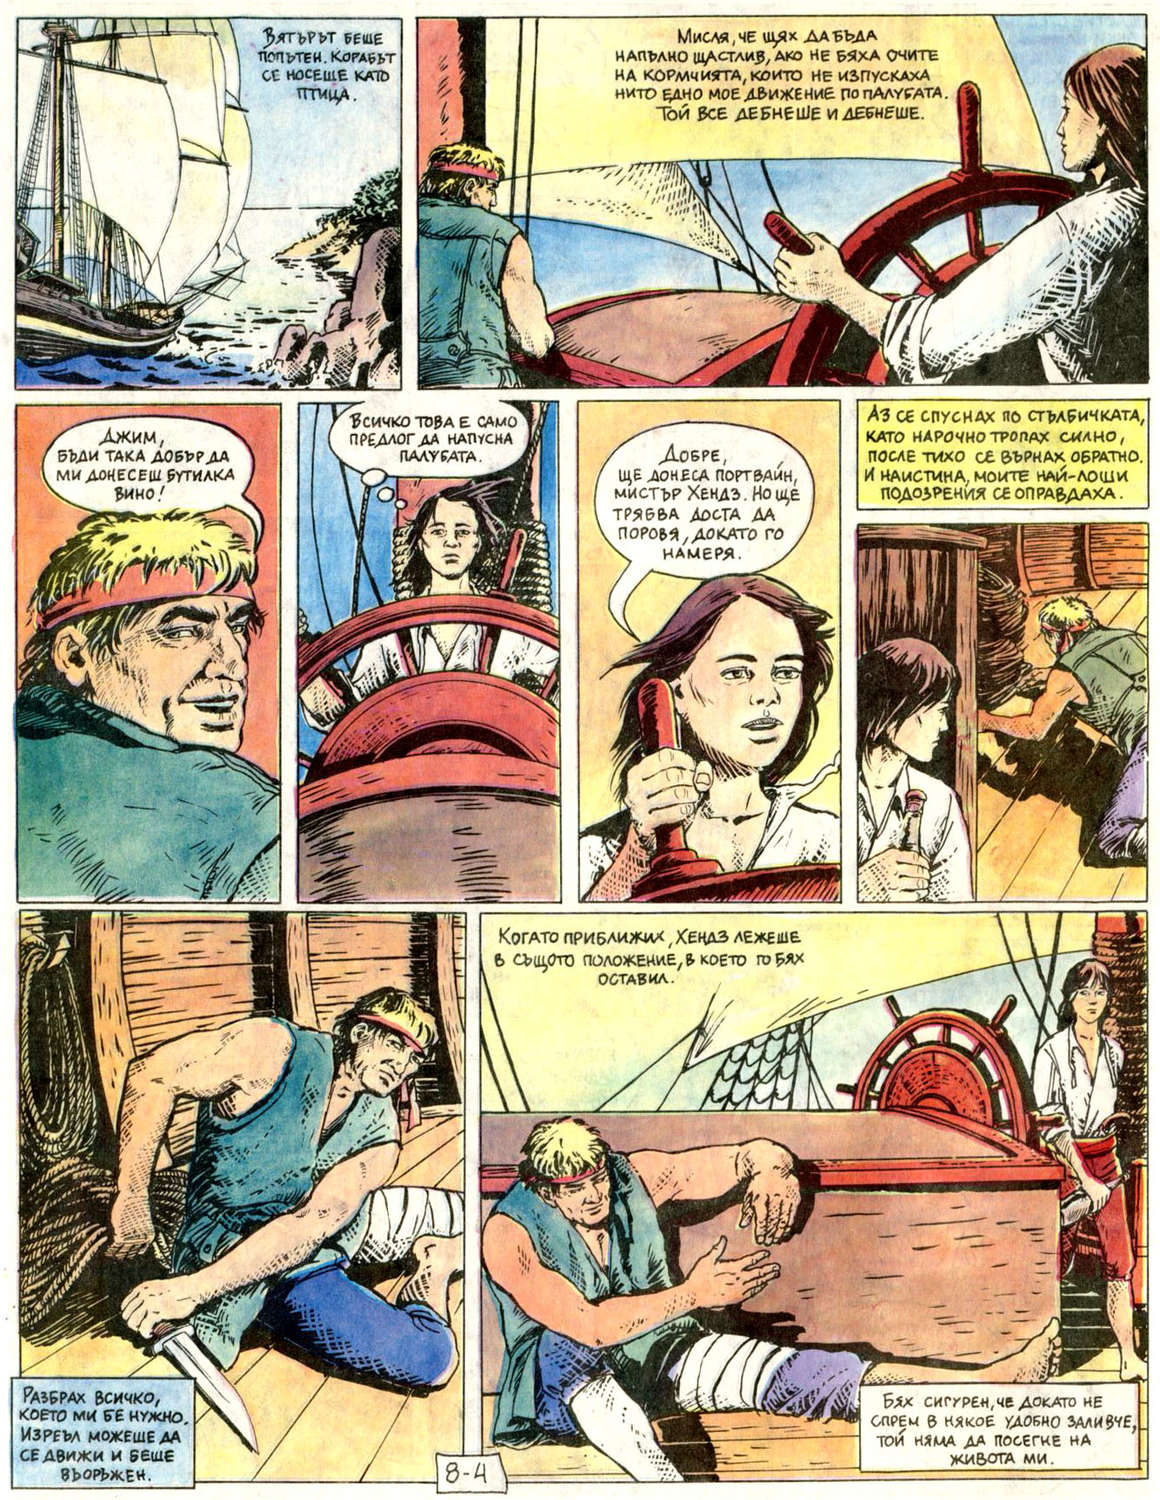 Вятърът беше
попътен. Корабът
се носеше като
птица.
Мисля, че щях да бъда
напълно щастлив, ако не бяха очите
на кормчията, които не изпускаха
нито едно мое движение по палубата.
Той все дебнеше и дебнеше.
Джим,
бъди така добър да
ми донесеш бутилка
вино!
Всичко това е само
предлог да напусна
палубата.
Добре,
ще донеса портвайн,
мистър Хендз. Но ще
трябва доста да
поровя, докато го
намеря.
Аз се спуснах по стълбичката,
като нарочно тропах силно,
после тихо се върнах обратно.
И наистина, моите най-лоши
подозрения се оправдаха.
Разбрах всичко,
което ми бе нужно.
Изреъл можеше да
се движи и беше
въоръжен.
Когато приближих, Хендз лежеше
в същото положение, в което го бях
оставил.
Бях сигурен, че докато не
спрем в някое удобно заливче,
той няма да посегне на
живота ми.
8-4